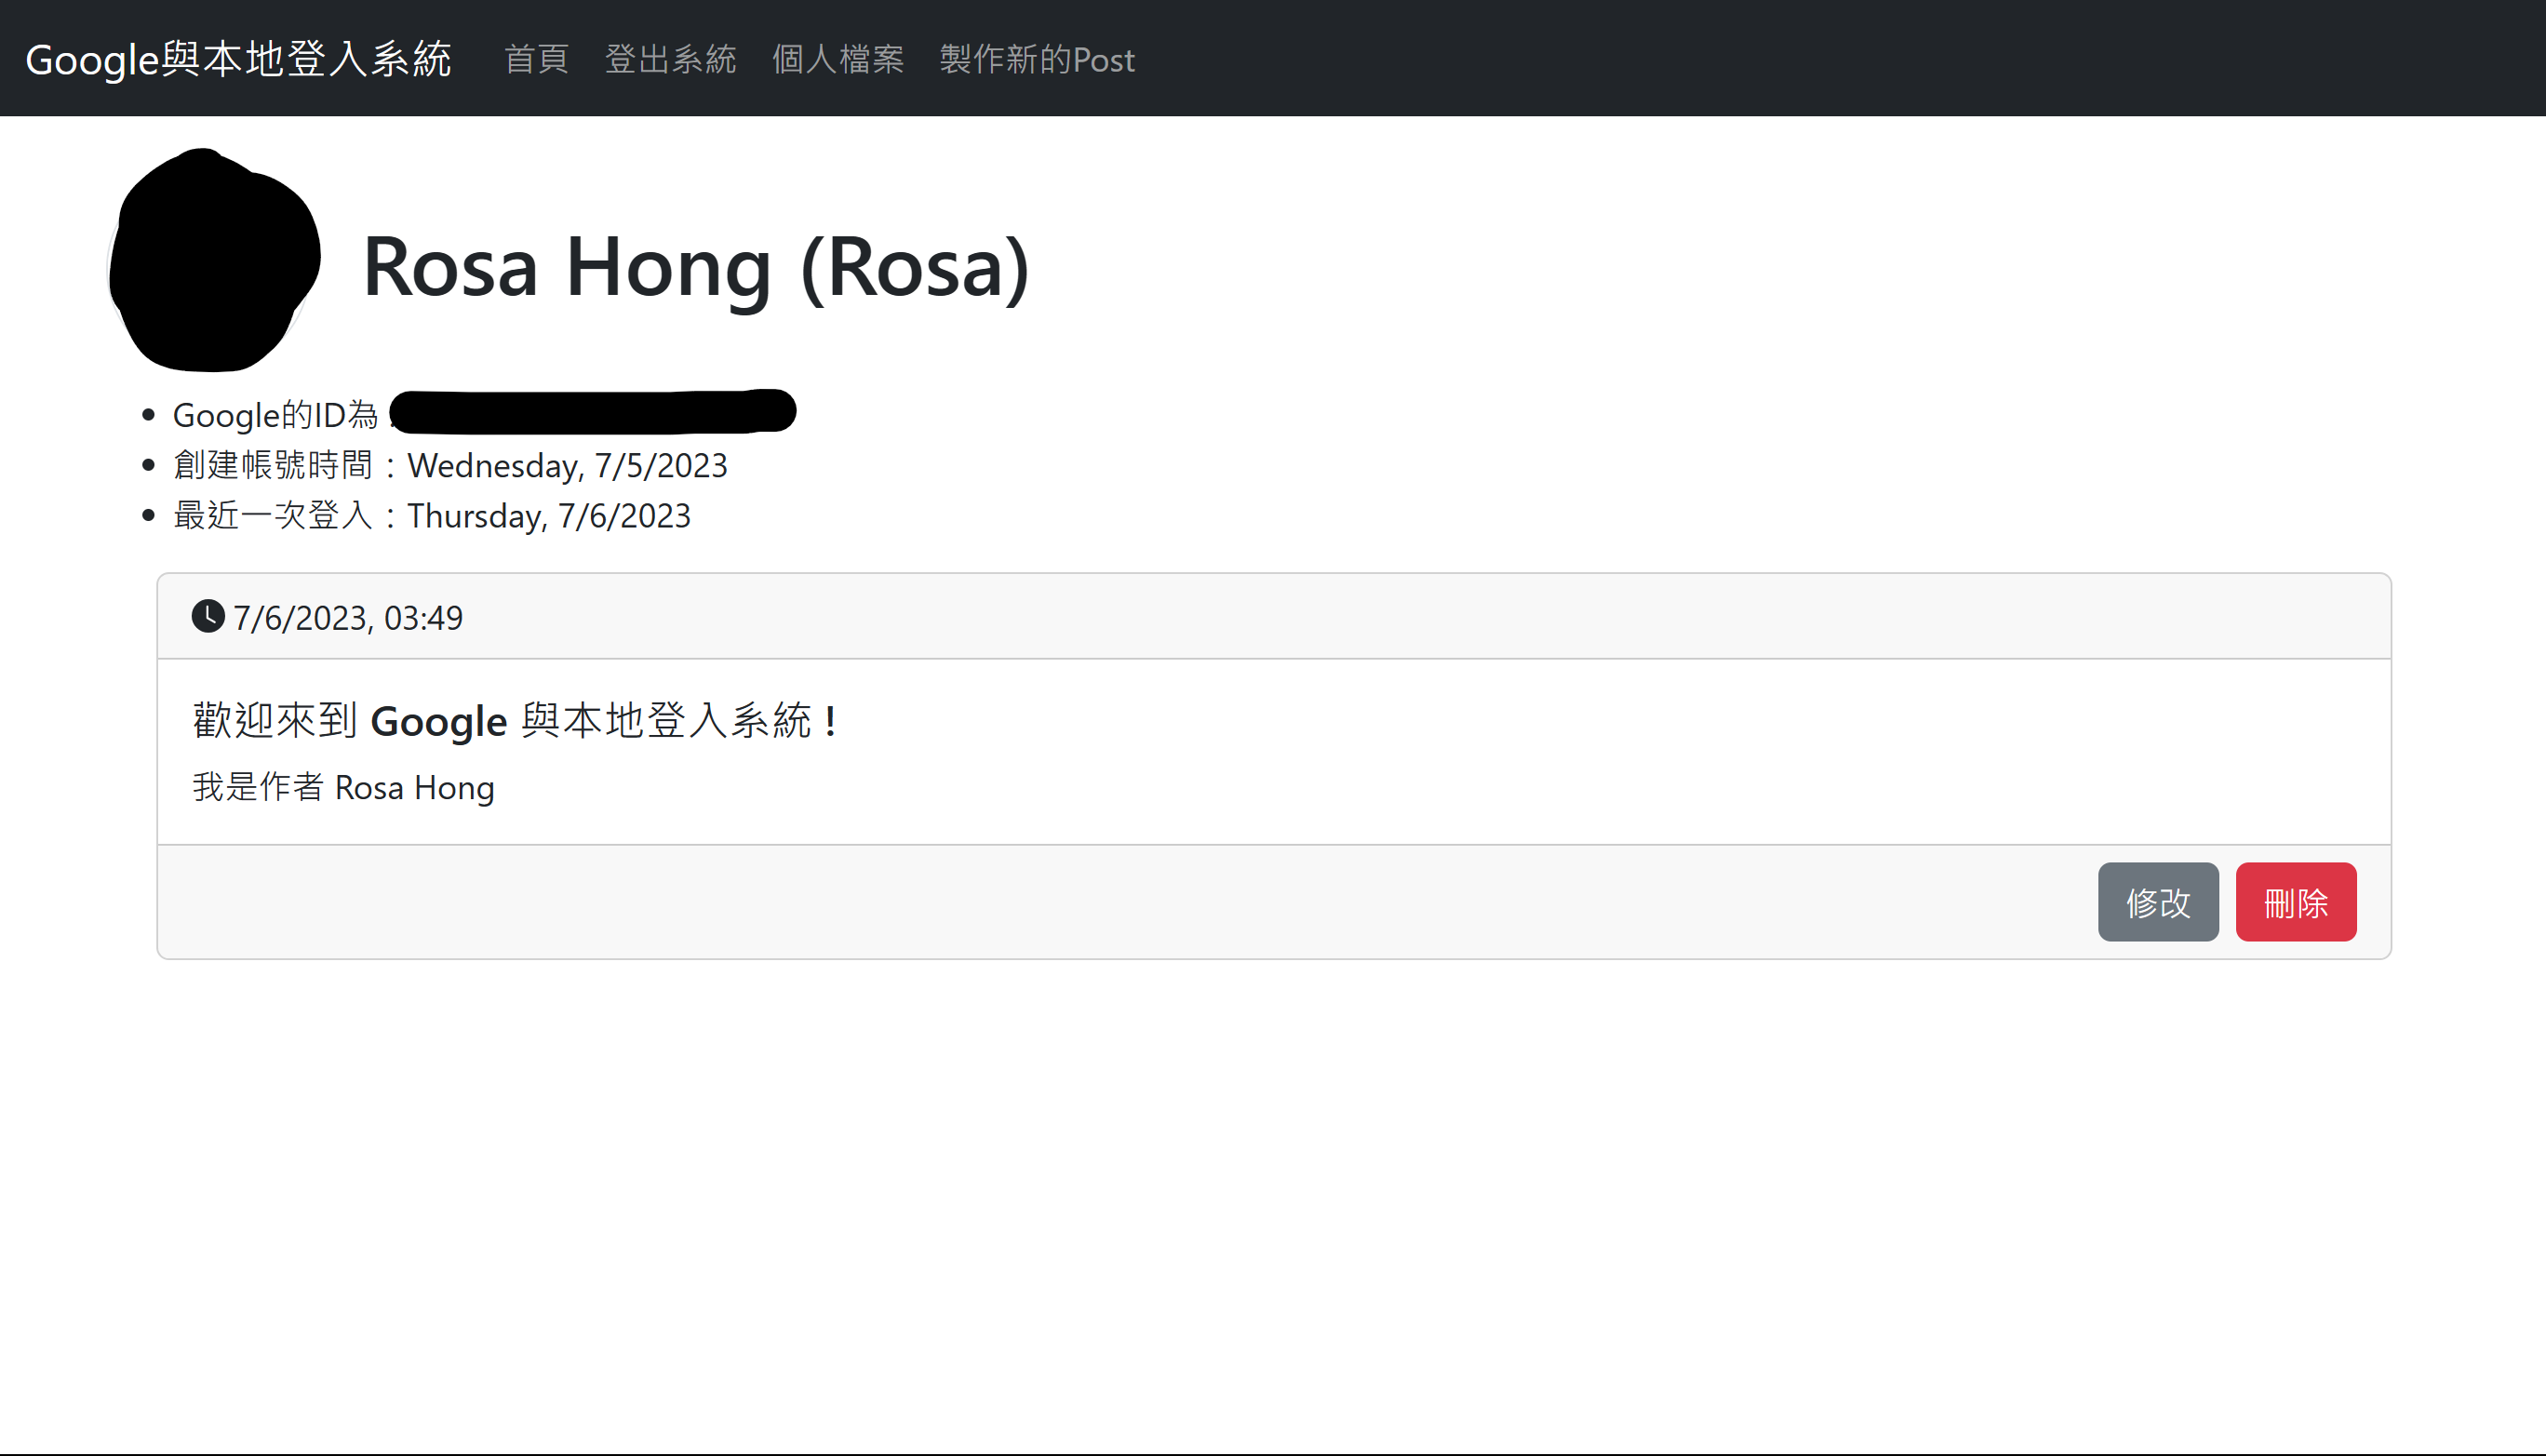 Google與本地登入系統 首頁 登出系統 個人檔案 製作新的Post
Rosa Hong (Rosa)
Google的ID為
創建帳號時間：Wednesday, 7/5/2023
最近一次登入：Thursday, 7/6/2023
7/6/2023, 03:49
歡迎來到 Google 與本地登入系統！
我是作者 Rosa Hong
修改 刪除